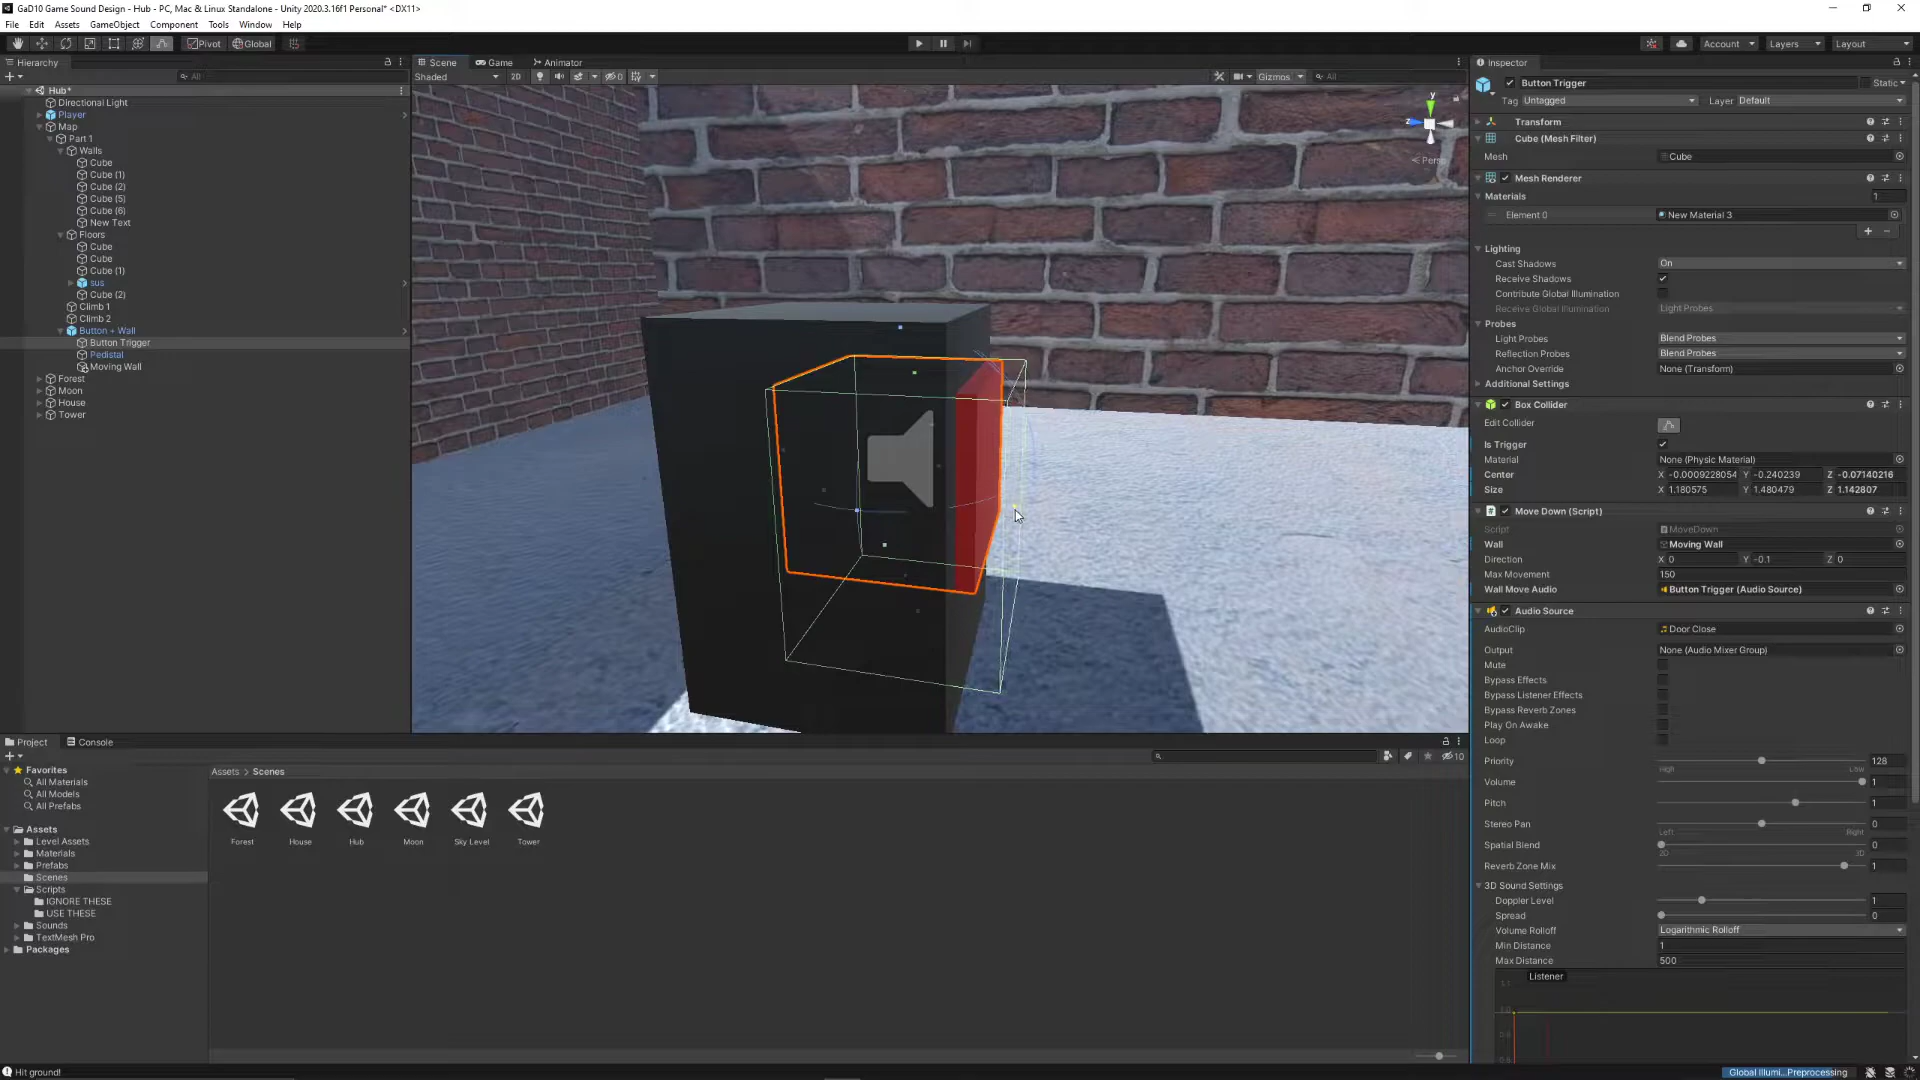 GaD10 Game Sound Design - Hub - PC, Mac & Linux Standalone - Unity 2020.3.16f1 Personal* <DX11>
File Edit Assets GameObject Component Tools Window Help
Pivot Global Account Layers Layout
Hierarchy
All
Hub*
Directional Light
Player
Map
Part 1
Walls
Cube
Cube (1)
Cube (2)
Cube (5)
Cube (6)
New Text
Floors
Cube
Cube
Cube (1)
sus
Cube (2)
Climb 1
Climb 2
Button + Wall
Button Trigger
Pedistal
Moving Wall
Forest
Moon
House
Tower
Scene Game Animator
Shaded 2D 0 Gizmos All
y
z
< Persp
Inspector
Button Trigger Static
Tag Untagged Layer Default
Transform
Cube (Mesh Filter)
Mesh Cube
Mesh Renderer
Materials 1
Element 0 New Material 3
Lighting
Cast Shadows On
Receive Shadows
Contribute Global Illumination
Receive Global Illumination Light Probes
Probes
Light Probes Blend Probes
Reflection Probes Blend Probes
Anchor Override None (Transform)
Additional Settings
Box Collider
Edit Collider
Is Trigger
Material None (Physic Material)
Center X -0.0009228054 Y -0.240239 Z -0.07140216
Size X 1.180575 Y 1.480479 Z 1.142807
Move Down (Script)
Script MoveDown
Wall Moving Wall
Direction X 0 Y -0.1 Z 0
Max Movement 150
Wall Move Audio Button Trigger (Audio Source)
Audio Source
AudioClip Door Close
Output None (Audio Mixer Group)
Mute
Bypass Effects
Bypass Listener Effects
Bypass Reverb Zones
Play On Awake
Loop
Priority 128
High Low
Volume 1
Pitch 1
Stereo Pan 0
Left Right
Spatial Blend 0
2D 3D
Reverb Zone Mix 1
3D Sound Settings
Doppler Level 1
Spread 0
Volume Rolloff Logarithmic Rolloff
Min Distance 1
Max Distance 500
Listener
1.1
1.0
Project Console
10
Favorites
All Materials
All Models
All Prefabs
Assets
Level Assets
Materials
Prefabs
Scenes
Scripts
IGNORE THESE
USE THESE
Sounds
TextMesh Pro
Packages
Assets > Scenes
Forest House Hub Moon Sky Level Tower
Hit ground!
Global Illumi...Preprocessing